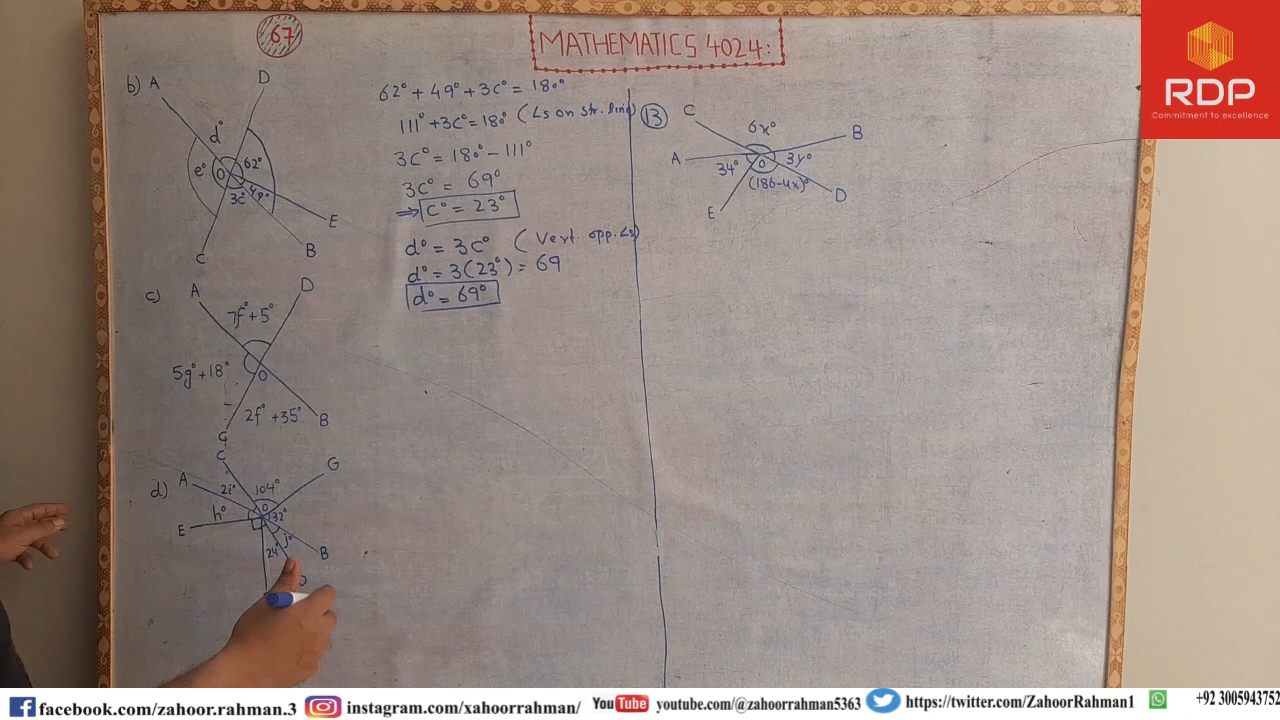 67
MATHEMATICS 4024:
RDP
Commitment to excellence
b)
A
D
d°
e°
O
62°
3c°
49°
E
B
C
62° + 49° + 3c° = 180°
111° + 3c° = 180° (∠s on str. line)
3c° = 180° - 111°
3c° = 69°
⇒ c° = 23°
d° = 3c° (Vert. opp. ∠s)
d° = 3(23°) = 69
d° = 69°
13
C
6x°
B
A
34°
O
3y°
(186-4x)°
E
D
c)
A
D
7f°+5°
5g°+18°
O
2f°+35°
B
C
d)
C
G
A
2i°
104°
O
h°
32°
E
j°
24°
B
D
facebook.com/zahoor.rahman.3
instagram.com/xahoorrahman/
YouTube youtube.com/@zahoorrahman5363
https://twitter.com/ZahoorRahman1
+92 3005943752